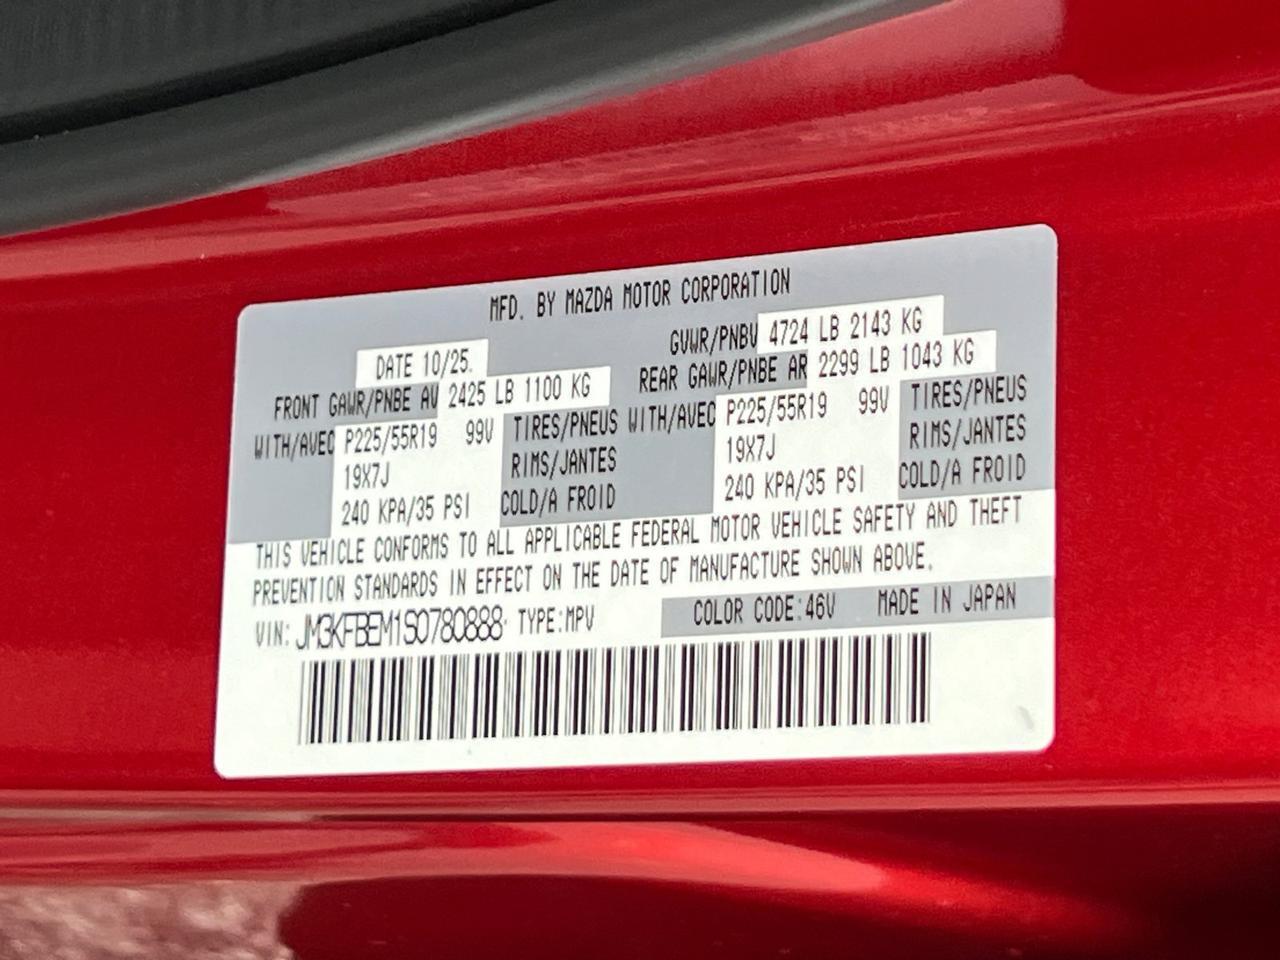 MFD. BY MAZDA MOTOR CORPORATION
DATE 10/25. GVWR/PNBV 4724 LB 2143 KG
FRONT GAWR/PNBE AV 2425 LB 1100 KG REAR GAWR/PNBE AR 2299 LB 1043 KG
WITH/AVEC P225/55R19 99V TIRES/PNEUS WITH/AVEC P225/55R19 99V TIRES/PNEUS
19X7J RIMS/JANTES 19X7J RIMS/JANTES
240 KPA/35 PSI COLD/A FROID 240 KPA/35 PSI COLD/A FROID
THIS VEHICLE CONFORMS TO ALL APPLICABLE FEDERAL MOTOR VEHICLE SAFETY AND THEFT
PREVENTION STANDARDS IN EFFECT ON THE DATE OF MANUFACTURE SHOWN ABOVE.
VIN: JM3KFBEM1S0780888 TYPE:MPV COLOR CODE:46V MADE IN JAPAN